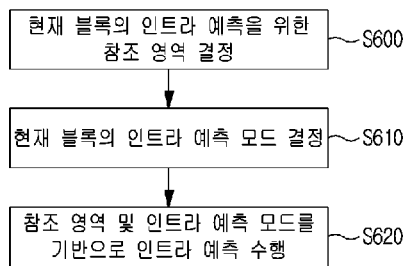 현재 블록의 인트라 예측을 위한
참조 영역 결정
S600
현재 블록의 인트라 예측 모드 결정
S610
참조 영역 및 인트라 예측 모드를
기반으로 인트라 예측 수행
S620